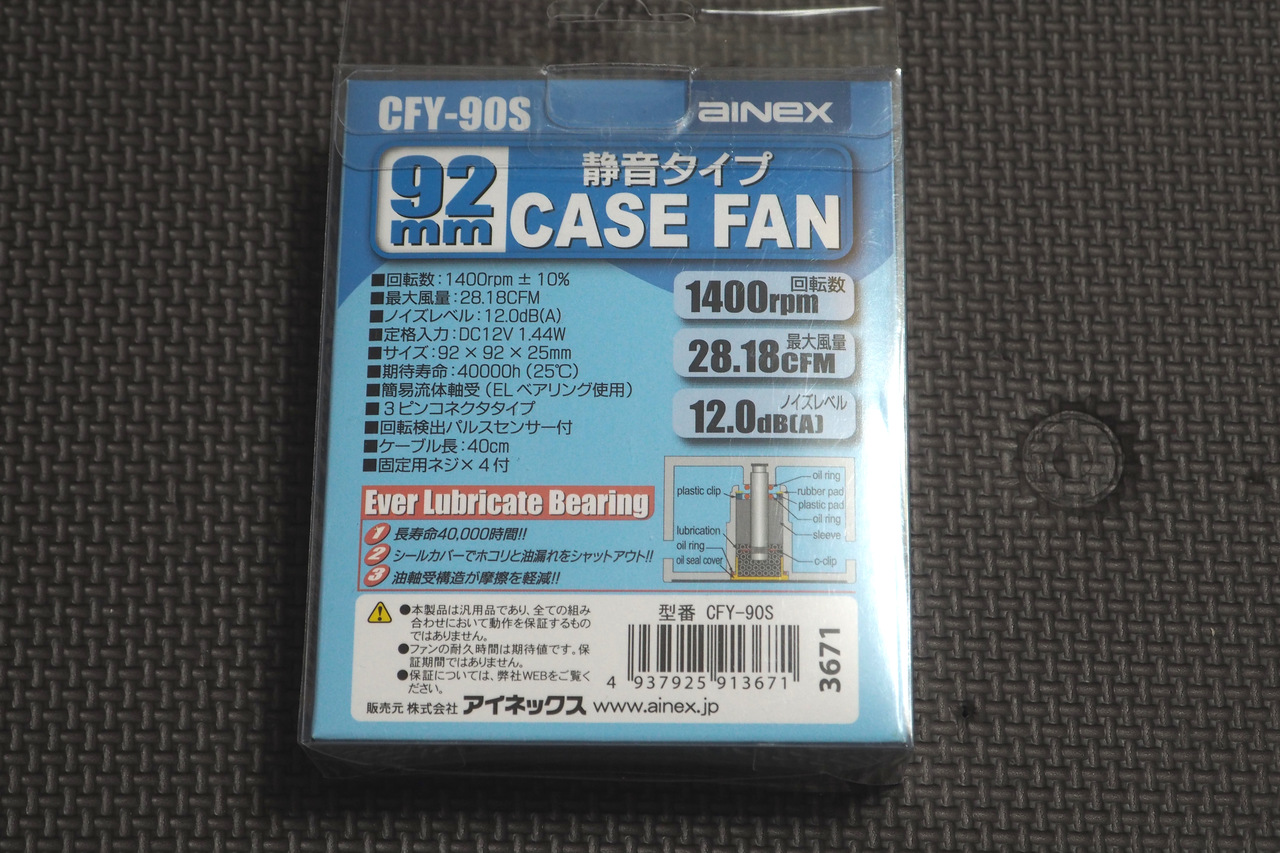 CFY-90S
ainex
92
mm
静音タイプ
CASE FAN
■回転数：1400rpm ± 10%
■最大風量：28.18CFM
■ノイズレベル：12.0dB(A)
■定格入力：DC12V 1.44W
■サイズ：92 × 92 × 25mm
■期待寿命：40000h（25℃）
■簡易流体軸受（EL ベアリング使用）
■3ピンコネクタタイプ
■回転検出パルスセンサー付
■ケーブル長：40cm
■固定用ネジ×4付
回転数
1400rpm
最大風量
28.18CFM
ノイズレベル
12.0dB(A)
Ever Lubricate Bearing
1 長寿命40,000時間!!
2 シールカバーでホコリと油漏れをシャットアウト!!
3 油軸受構造が摩擦を軽減!!
plastic clip
lubrication
oil ring
oil seal cover
oil ring
rubber pad
plastic pad
oil ring
sleeve
c-clip
●本製品は汎用品であり、全ての組み
合わせにおいて動作を保証するもの
ではありません。
●ファンの耐久時間は期待値です。保
証期間ではありません。
●保証については、弊社WEBをご覧く
ださい。
販売元 株式会社 アイネックス www.ainex.jp
型番 CFY-90S
4 937925 913671
3671